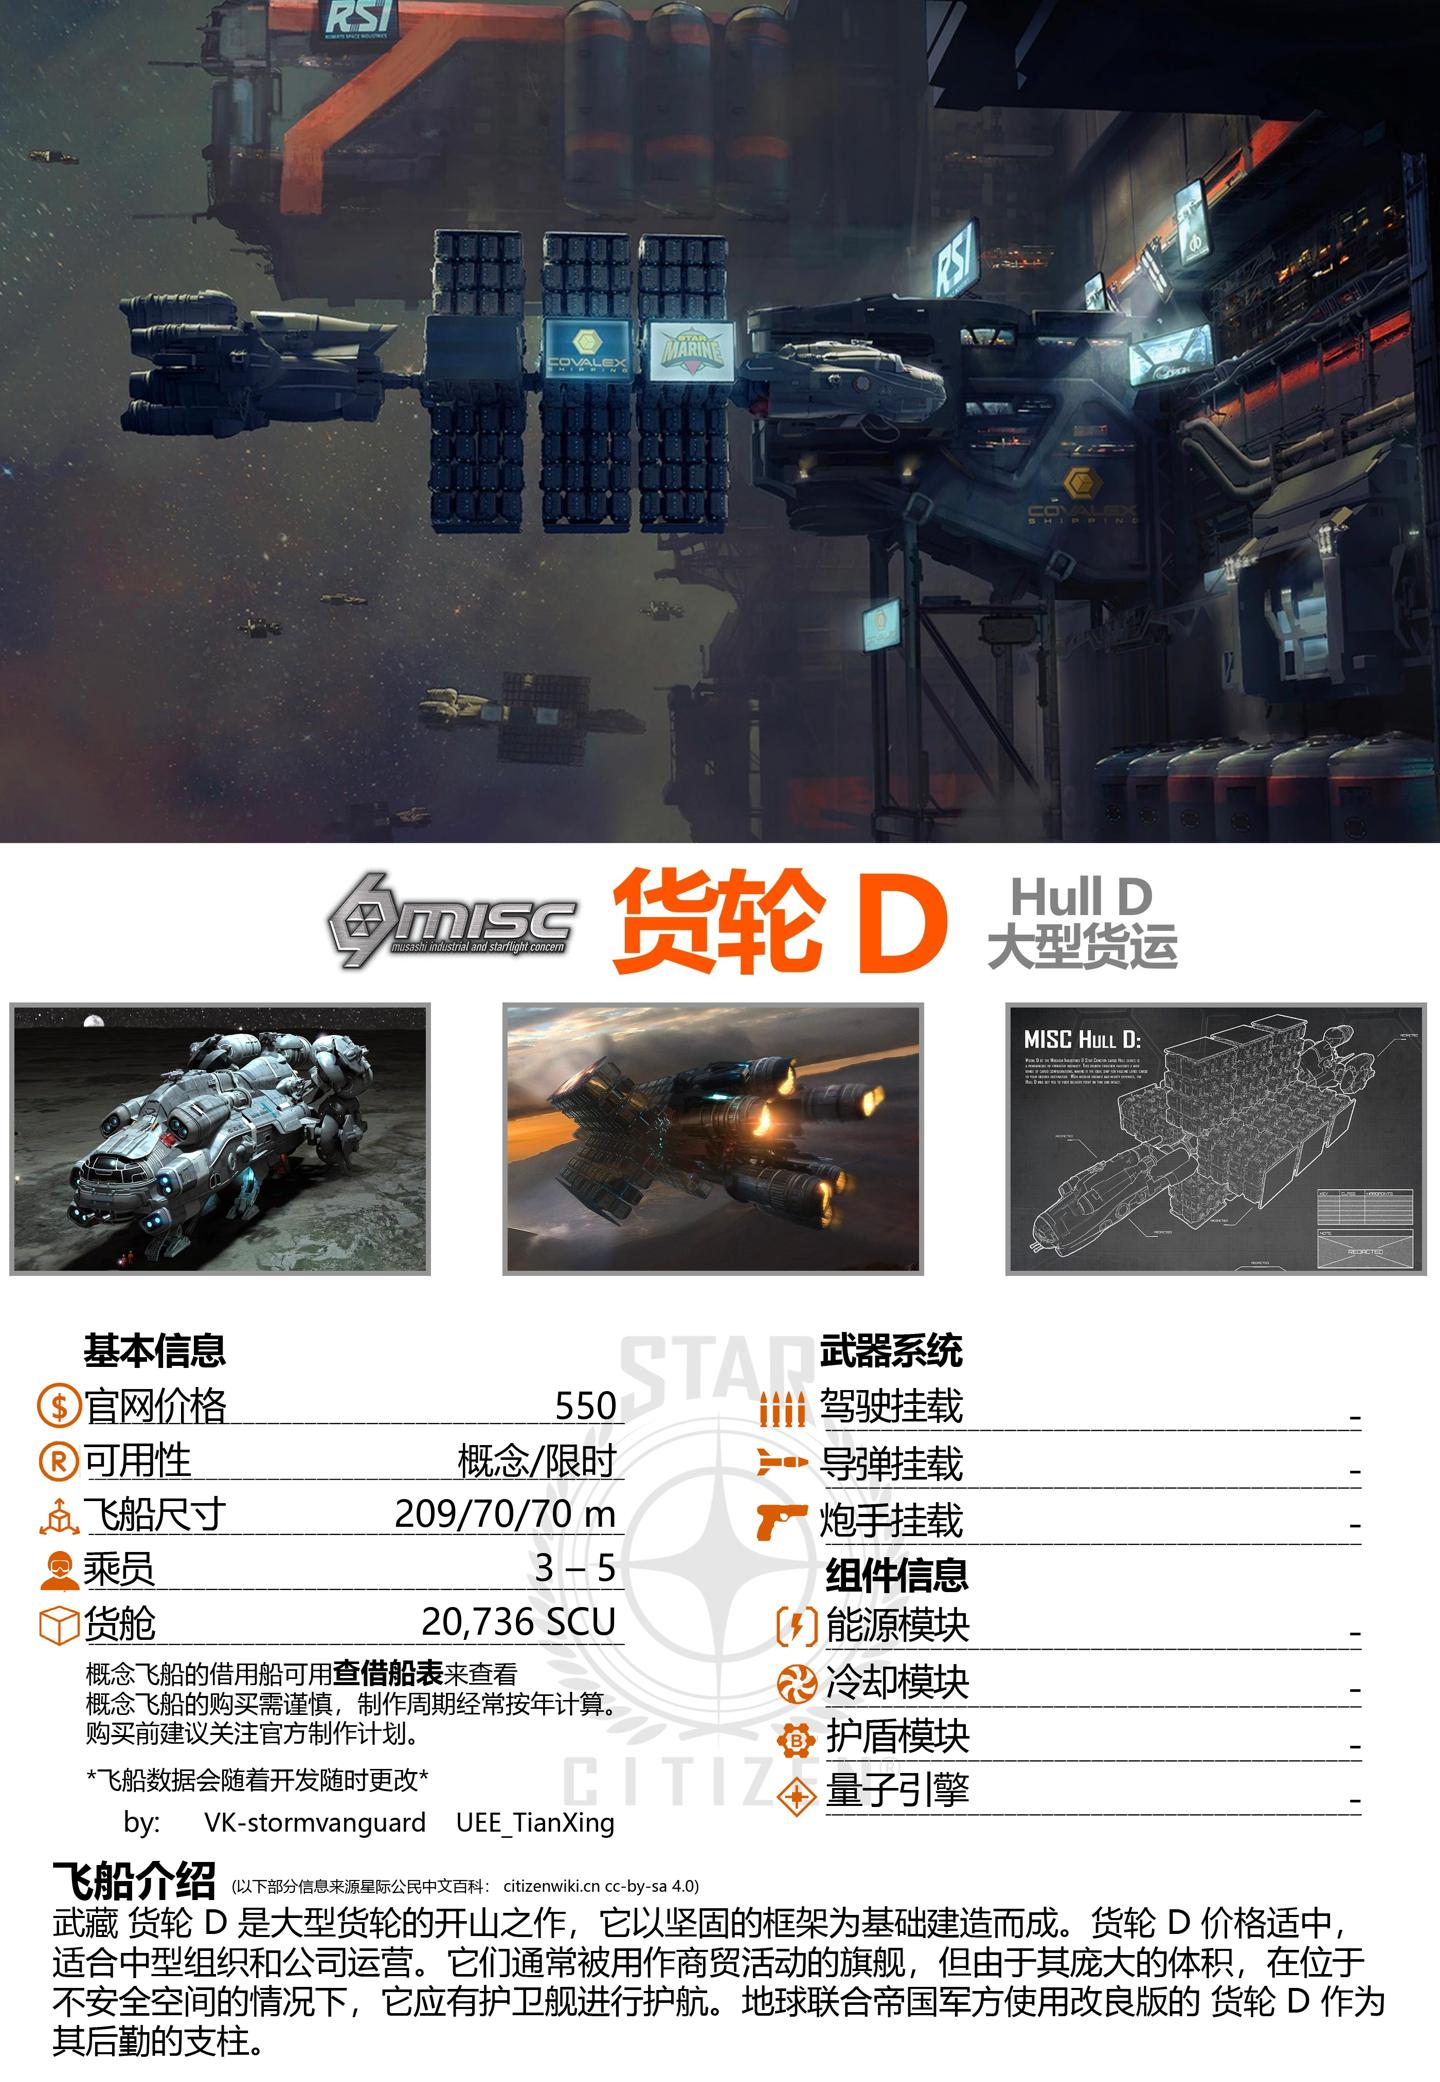 RSI
ROBERTS SPACE INDUSTRIES
RSI
COVALEX
SHIPPING
STAR
MARINE
COVALEX
SHIPPING
misc
musashi industrial and starflight concern
货轮 D
Hull D
大型货运
MISC HULL D:
KEY CLASS HARDPOINTS
NOTE
REDACTED
STAR
CITIZEN
基本信息
官网价格 550
可用性 概念/限时
飞船尺寸 209/70/70 m
乘员 3 – 5
货舱 20,736 SCU
概念飞船的借用船可用查借船表来查看
概念飞船的购买需谨慎，制作周期经常按年计算。
购买前建议关注官方制作计划。
*飞船数据会随着开发随时更改*
by: VK-stormvanguard UEE_TianXing
武器系统
驾驶挂载 -
导弹挂载 -
炮手挂载 -
组件信息
能源模块 -
冷却模块 -
护盾模块 -
量子引擎 -
飞船介绍 (以下部分信息来源星际公民中文百科： citizenwiki.cn cc-by-sa 4.0)
武藏 货轮 D 是大型货轮的开山之作，它以坚固的框架为基础建造而成。货轮 D 价格适中，
适合中型组织和公司运营。它们通常被用作商贸活动的旗舰，但由于其庞大的体积，在位于
不安全空间的情况下，它应有护卫舰进行护航。地球联合帝国军方使用改良版的 货轮 D 作为
其后勤的支柱。